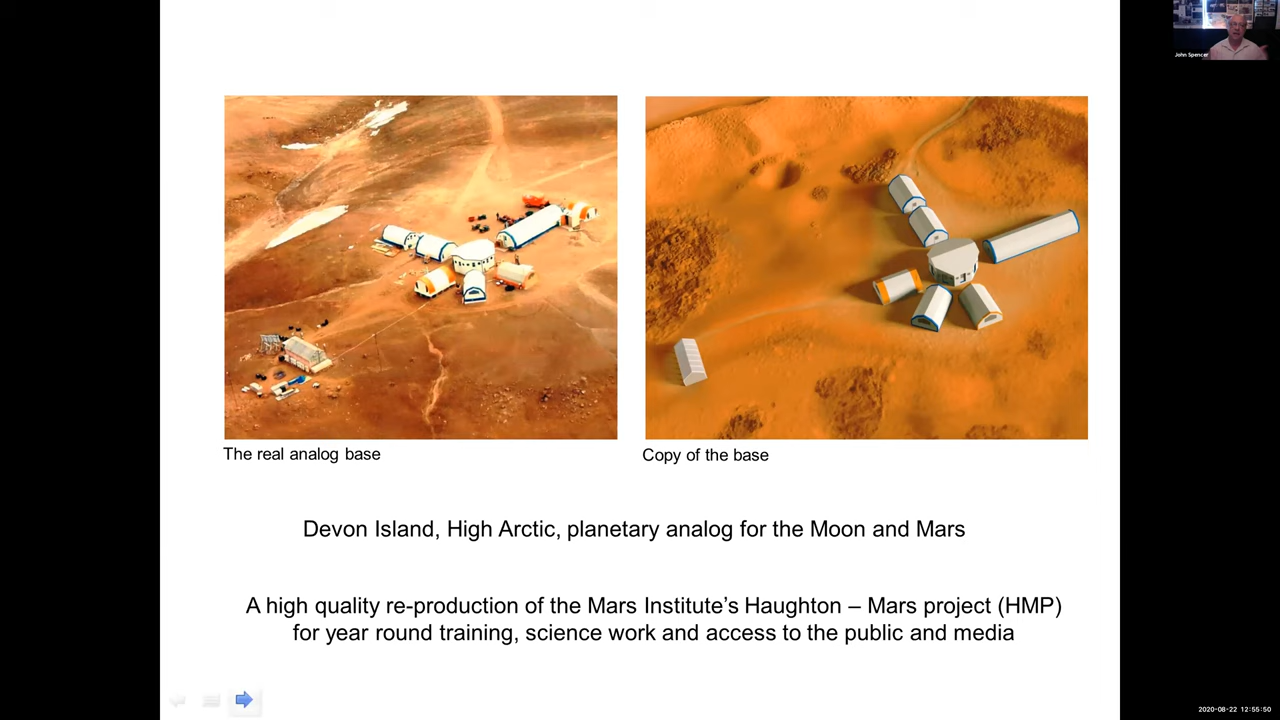 John Spencer
The real analog base
Copy of the base
Devon Island, High Arctic, planetary analog for the Moon and Mars
A high quality re-production of the Mars Institute’s Haughton – Mars project (HMP)
for year round training, science work and access to the public and media
2020-08-22 12:55:50